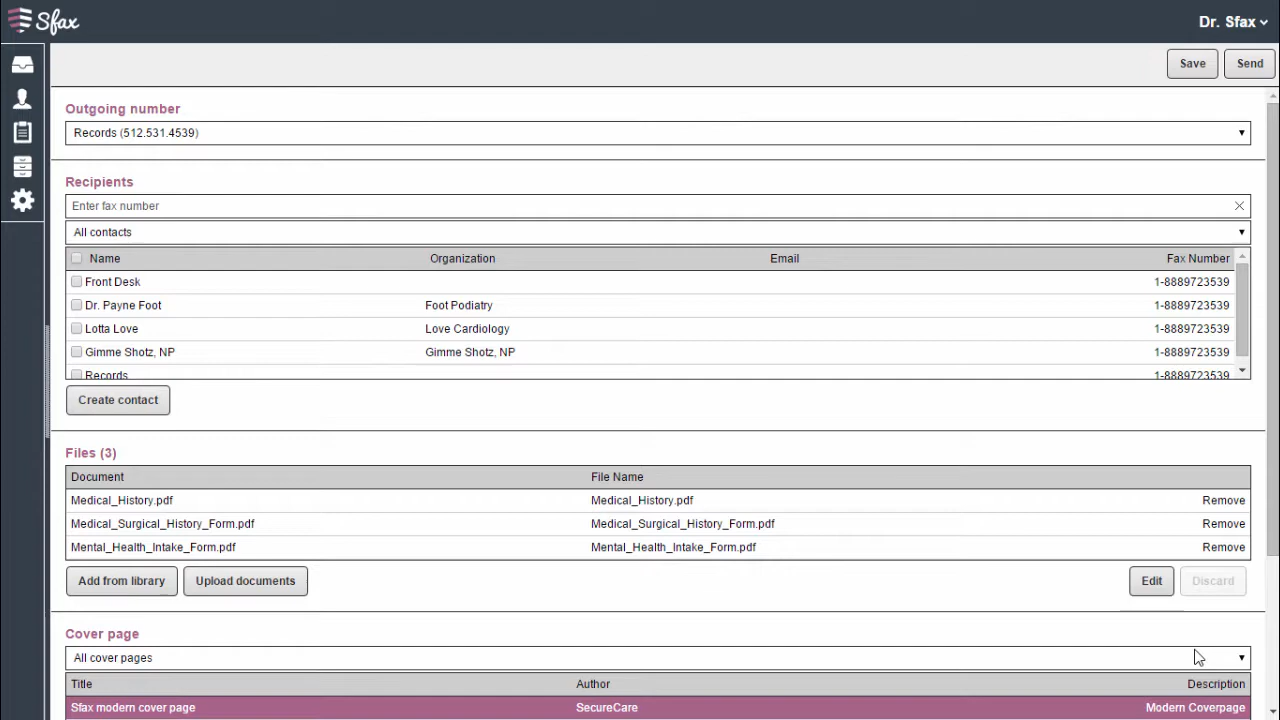 Sfax
Dr. Sfax
Save Send
Outgoing number
Records (512.531.4539)
Recipients
Enter fax number
All contacts
Name Organization Email Fax Number
Front Desk 1-8889723539
Dr. Payne Foot Foot Podiatry 1-8889723539
Lotta Love Love Cardiology 1-8889723539
Gimme Shotz, NP Gimme Shotz, NP 1-8889723539
Records 1-8889723539
Create contact
Files (3)
Document File Name
Medical_History.pdf Medical_History.pdf Remove
Medical_Surgical_History_Form.pdf Medical_Surgical_History_Form.pdf Remove
Mental_Health_Intake_Form.pdf Mental_Health_Intake_Form.pdf Remove
Add from library Upload documents Edit Discard
Cover page
All cover pages
Title Author Description
Sfax modern cover page SecureCare Modern Coverpage